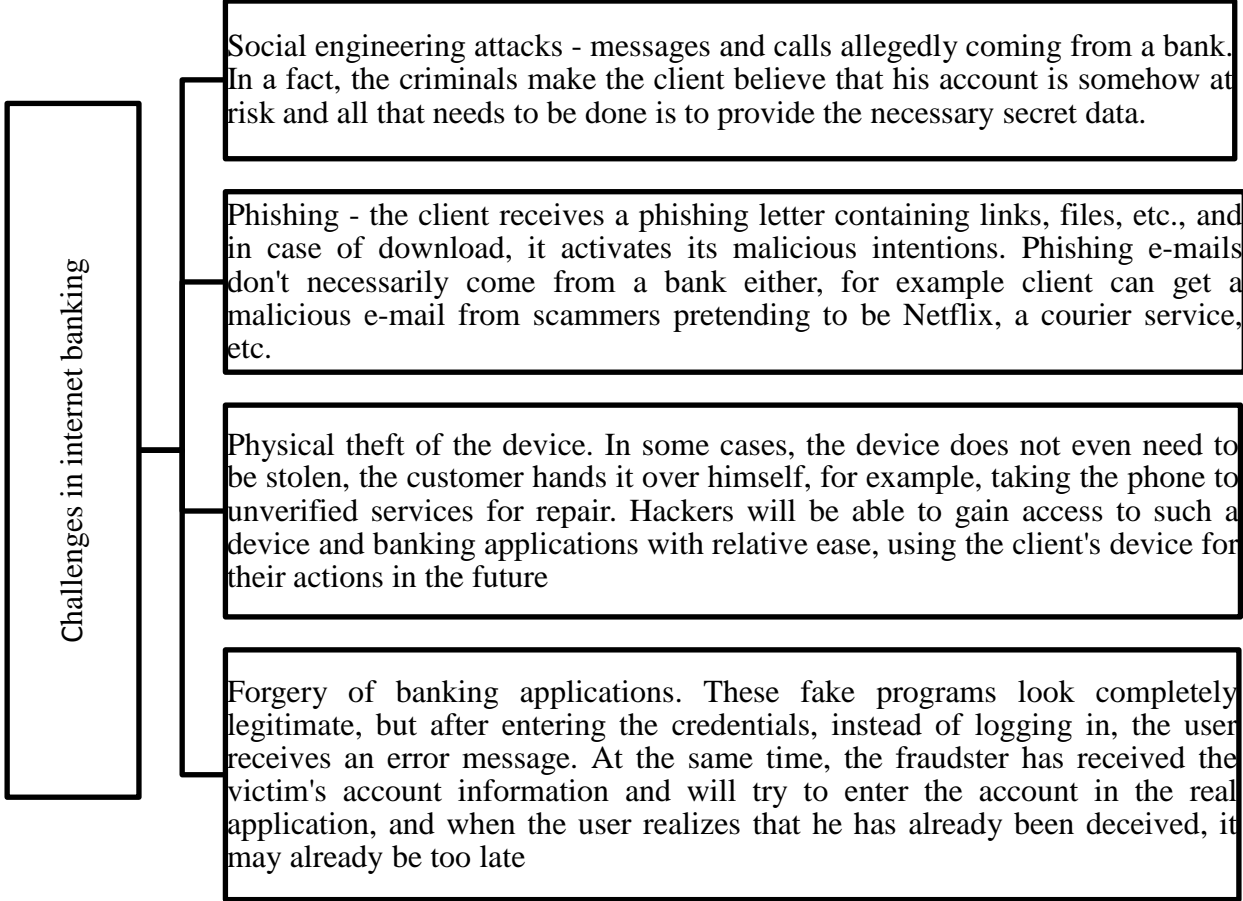 Challenges in internet banking
Social engineering attacks - messages and calls allegedly coming from a bank.
In a fact, the criminals make the client believe that his account is somehow at
risk and all that needs to be done is to provide the necessary secret data.
Phishing - the client receives a phishing letter containing links, files, etc., and
in case of download, it activates its malicious intentions. Phishing e-mails
don't necessarily come from a bank either, for example client can get a
malicious e-mail from scammers pretending to be Netflix, a courier service,
etc.
Physical theft of the device. In some cases, the device does not even need to
be stolen, the customer hands it over himself, for example, taking the phone to
unverified services for repair. Hackers will be able to gain access to such a
device and banking applications with relative ease, using the client's device for
their actions in the future
Forgery of banking applications. These fake programs look completely
legitimate, but after entering the credentials, instead of logging in, the user
receives an error message. At the same time, the fraudster has received the
victim's account information and will try to enter the account in the real
application, and when the user realizes that he has already been deceived, it
may already be too late